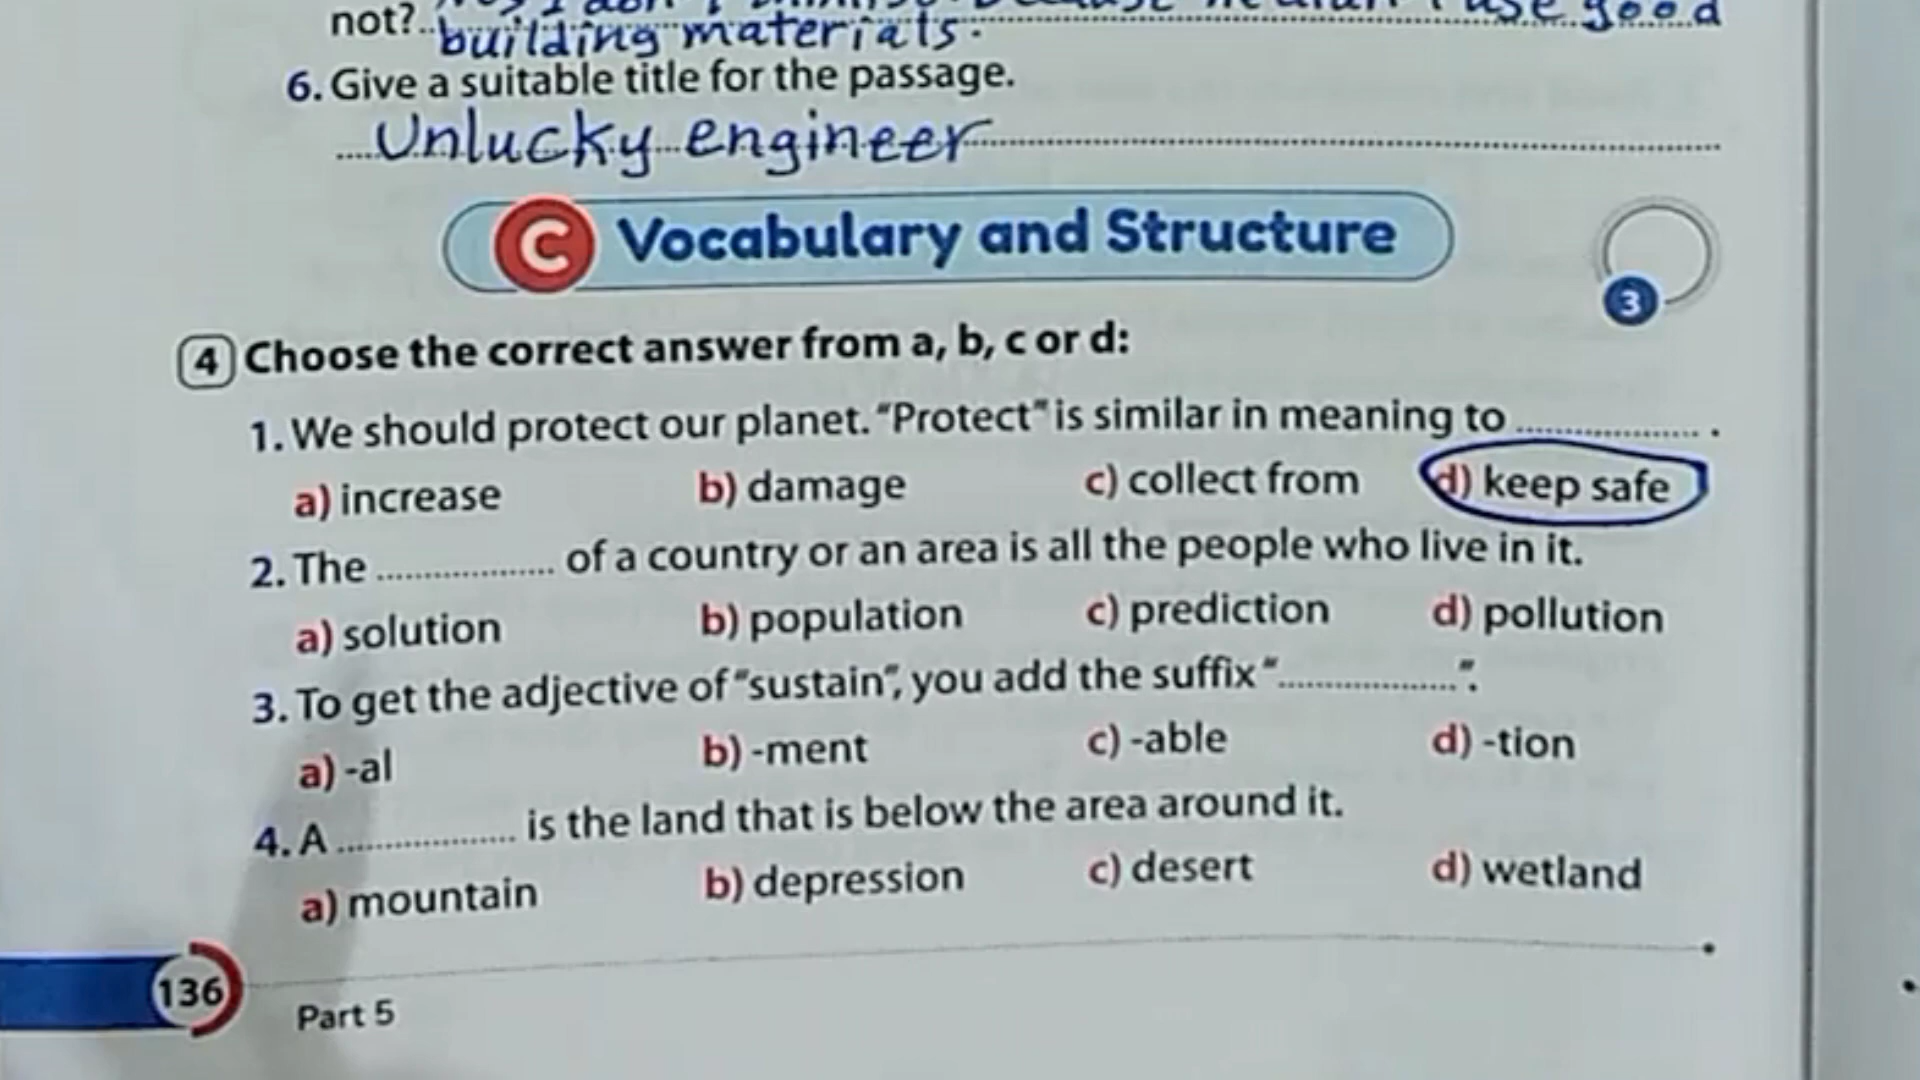 not? good
building materials.
6. Give a suitable title for the passage.
Unlucky engineer
C Vocabulary and Structure
3
4 Choose the correct answer from a, b, c or d:
1. We should protect our planet. "Protect" is similar in meaning to .................. .
a) increase b) damage c) collect from d) keep safe
2. The .................. of a country or an area is all the people who live in it.
a) solution b) population c) prediction d) pollution
3. To get the adjective of "sustain", you add the suffix "..................".
a) -al b) -ment c) -able d) -tion
4. A .................. is the land that is below the area around it.
a) mountain b) depression c) desert d) wetland
136
Part 5